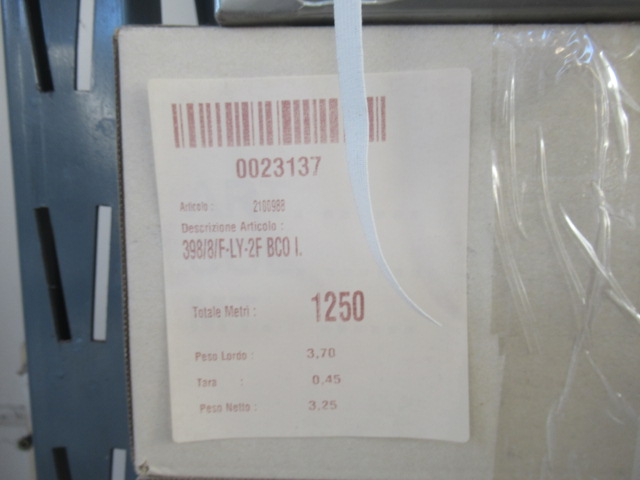 0023137
Articolo : 2100988
Descrizione Articolo :
398/8/F-LY-2F BCO I.
Totale Metri : 1250
Peso Lordo : 3,70
Tara : 0,45
Peso Netto : 3,25